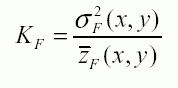 K_F = σ_F^2(x, y) / z̄_F(x, y)